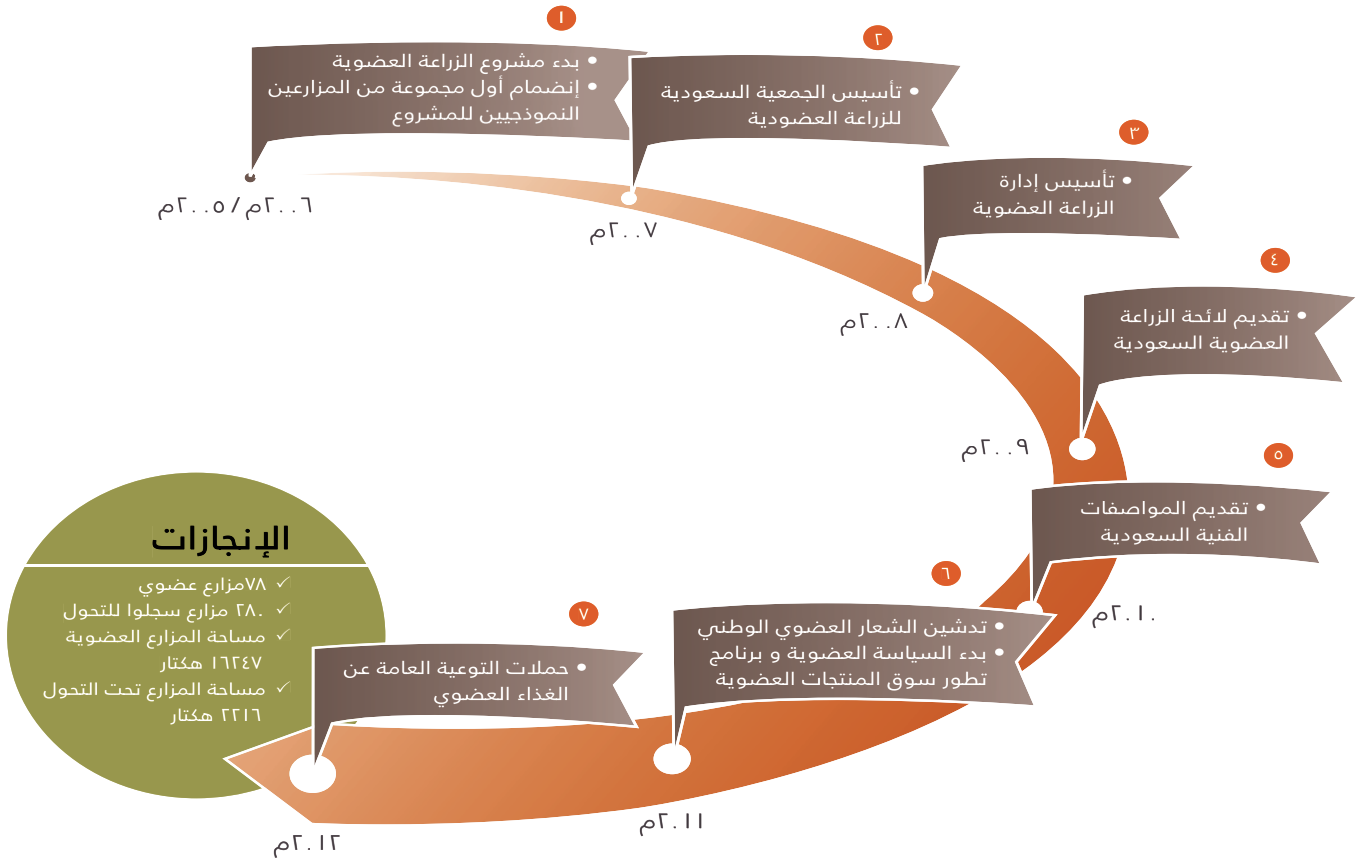 ١
• بدء مشروع الزراعة العضوية
• إنضمام أول مجموعة من المزارعين
النموذجيين للمشروع
٢٠٠٥م/٢٠٠٦م
٢
• تأسيس الجمعية السعودية
للزراعة العضودية
٢٠٠٧م
٣
• تأسيس إدارة
الزراعة العضوية
٢٠٠٨م
٤
• تقديم لائحة الزراعة
العضوية السعودية
٢٠٠٩م
٥
• تقديم المواصفات
الفنية السعودية
٢٠١٠م
٦
• تدشين الشعار العضوي الوطني
• بدء السياسة العضوية و برنامج
تطور سوق المنتجات العضوية
٢٠١١م
٧
• حملات التوعية العامة عن
الغذاء العضوي
٢٠١٢م
الإنجازات
✓ ٧٨مزارع عضوي
✓ ٢٨٠ مزارع سجلوا للتحول
✓ مساحة المزارع العضوية
١٦٢٤٧ هكتار
✓ مساحة المزارع تحت التحول
٢٢١٦ هكتار